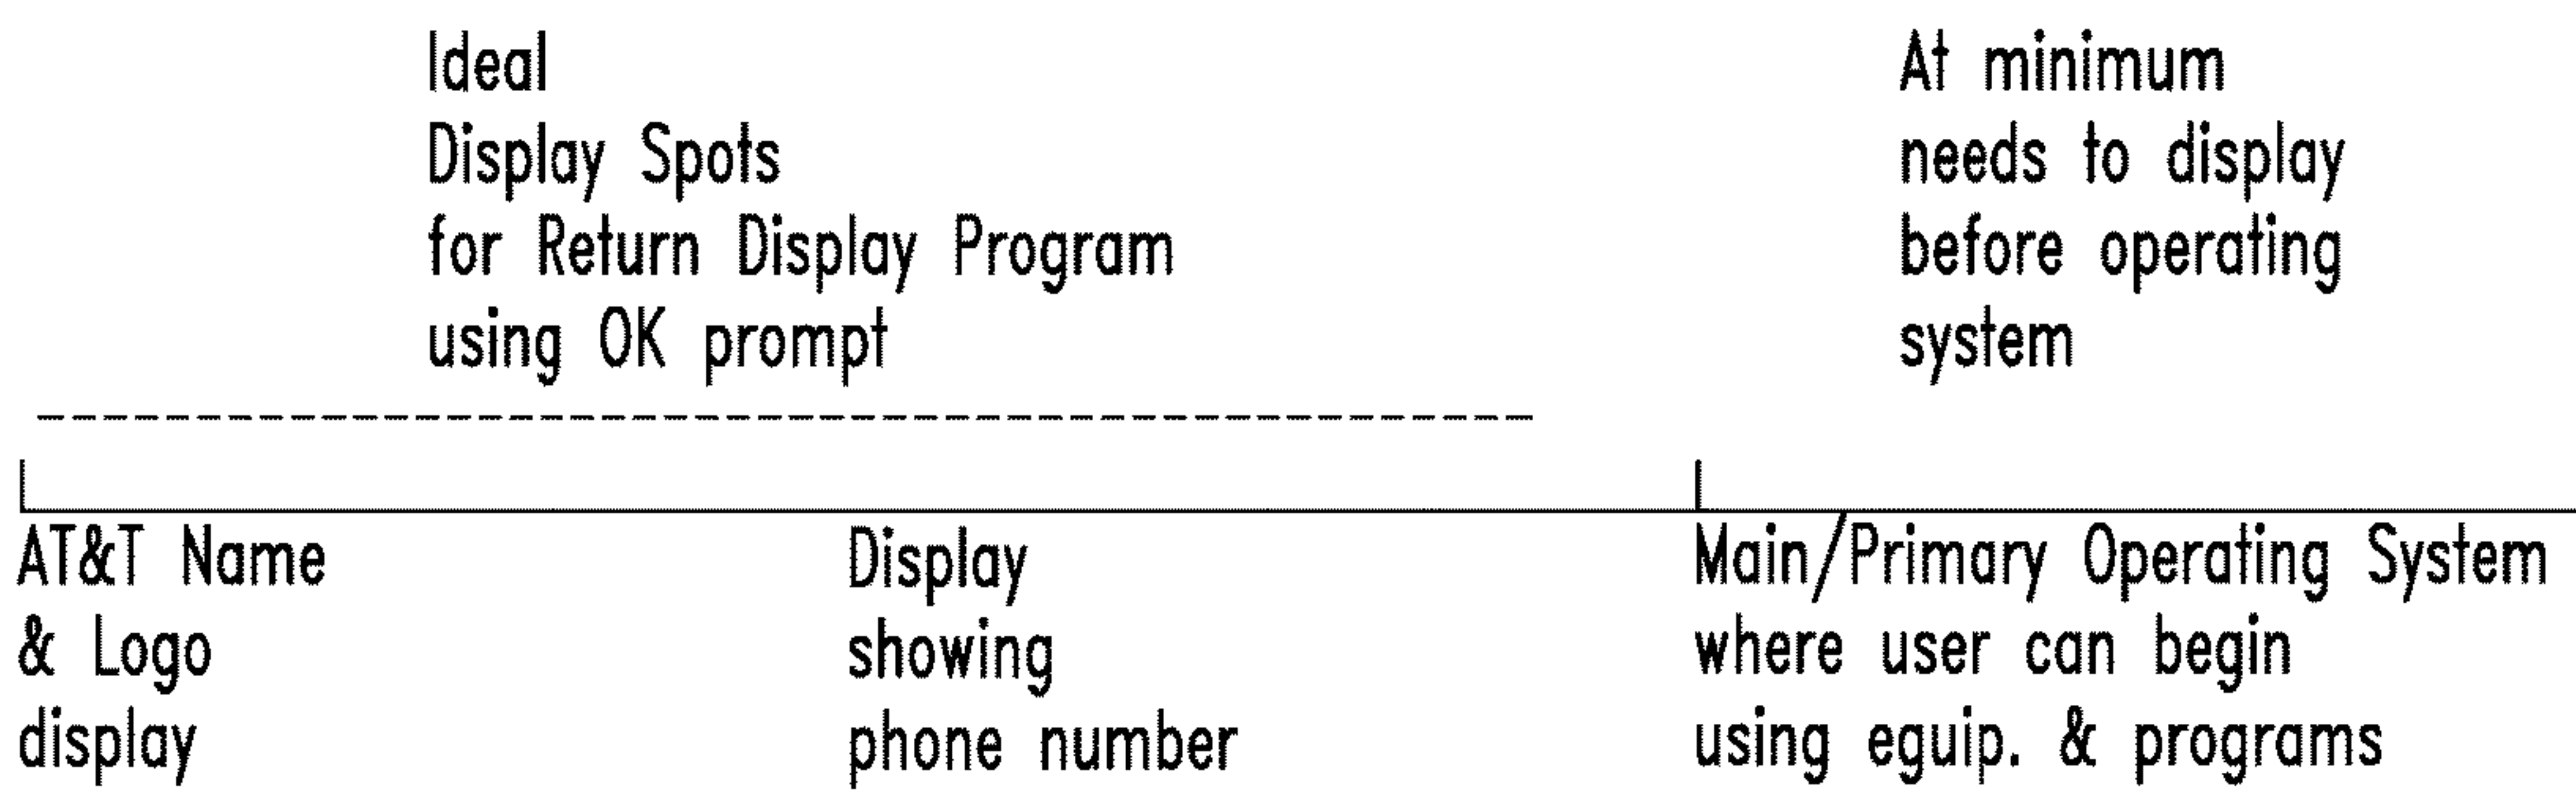 Ideal
Display Spots
for Return Display Program
using OK prompt
At minimum
needs to display
before operating
system
AT&T Name
& Logo
display
Display
showing
phone number
Main/Primary Operating System
where user can begin
using eguip. & programs